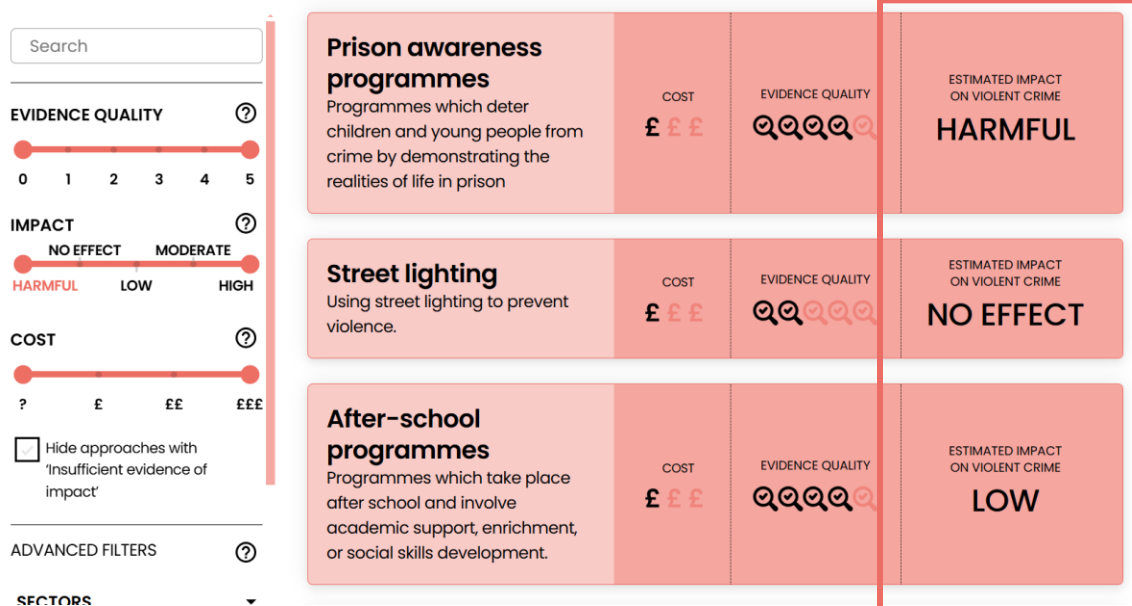 Search
EVIDENCE QUALITY
0 1 2 3 4 5
IMPACT
NO EFFECT MODERATE
HARMFUL LOW HIGH
COST
? £ ££ £££
Hide approaches with
'Insufficient evidence of
impact'
ADVANCED FILTERS
SECTORS
Prison awareness
programmes
Programmes which deter
children and young people from
crime by demonstrating the
realities of life in prison
COST
£ £ £
EVIDENCE QUALITY
ESTIMATED IMPACT
ON VIOLENT CRIME
HARMFUL
Street lighting
Using street lighting to prevent
violence.
COST
£ £ £
EVIDENCE QUALITY
ESTIMATED IMPACT
ON VIOLENT CRIME
NO EFFECT
After-school
programmes
Programmes which take place
after school and involve
academic support, enrichment,
or social skills development.
COST
£ £ £
EVIDENCE QUALITY
ESTIMATED IMPACT
ON VIOLENT CRIME
LOW